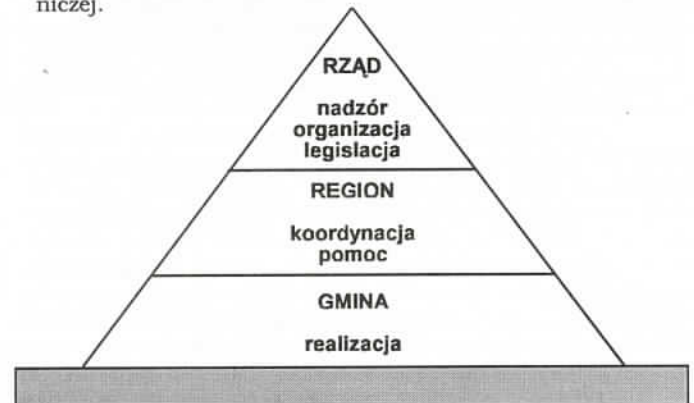 niczej.
RZĄD
nadzór
organizacja
legislacja
REGION
koordynacja
pomoc
GMINA
realizacja